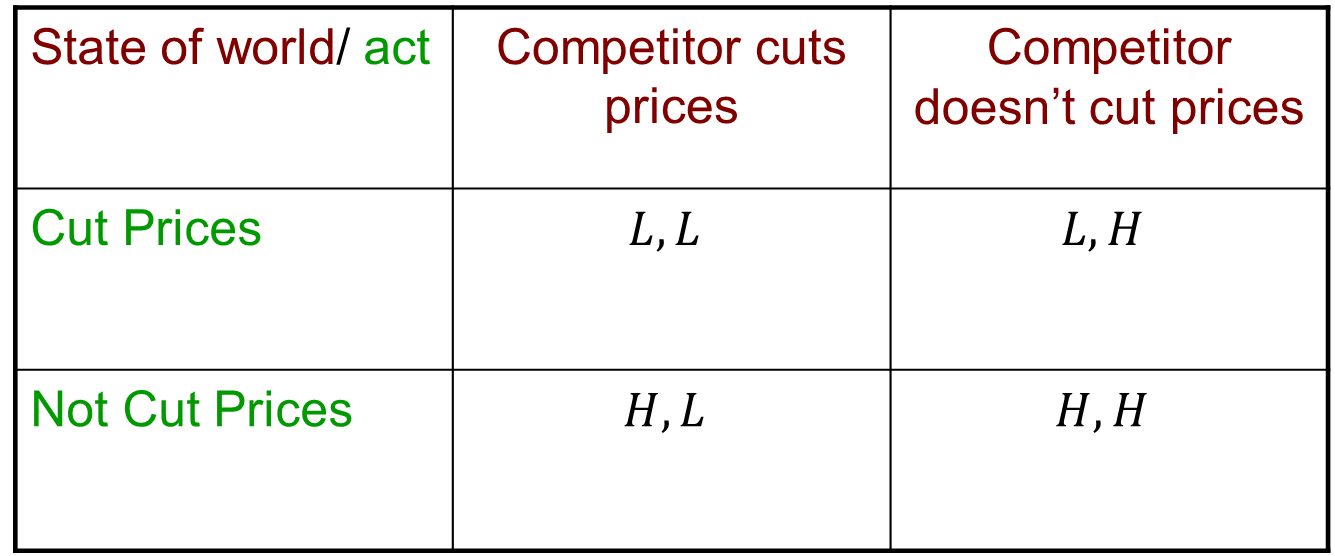 State of world/ act
Competitor cuts
prices
Competitor
doesn’t cut prices
Cut Prices
L, L
L, H
Not Cut Prices
H, L
H, H